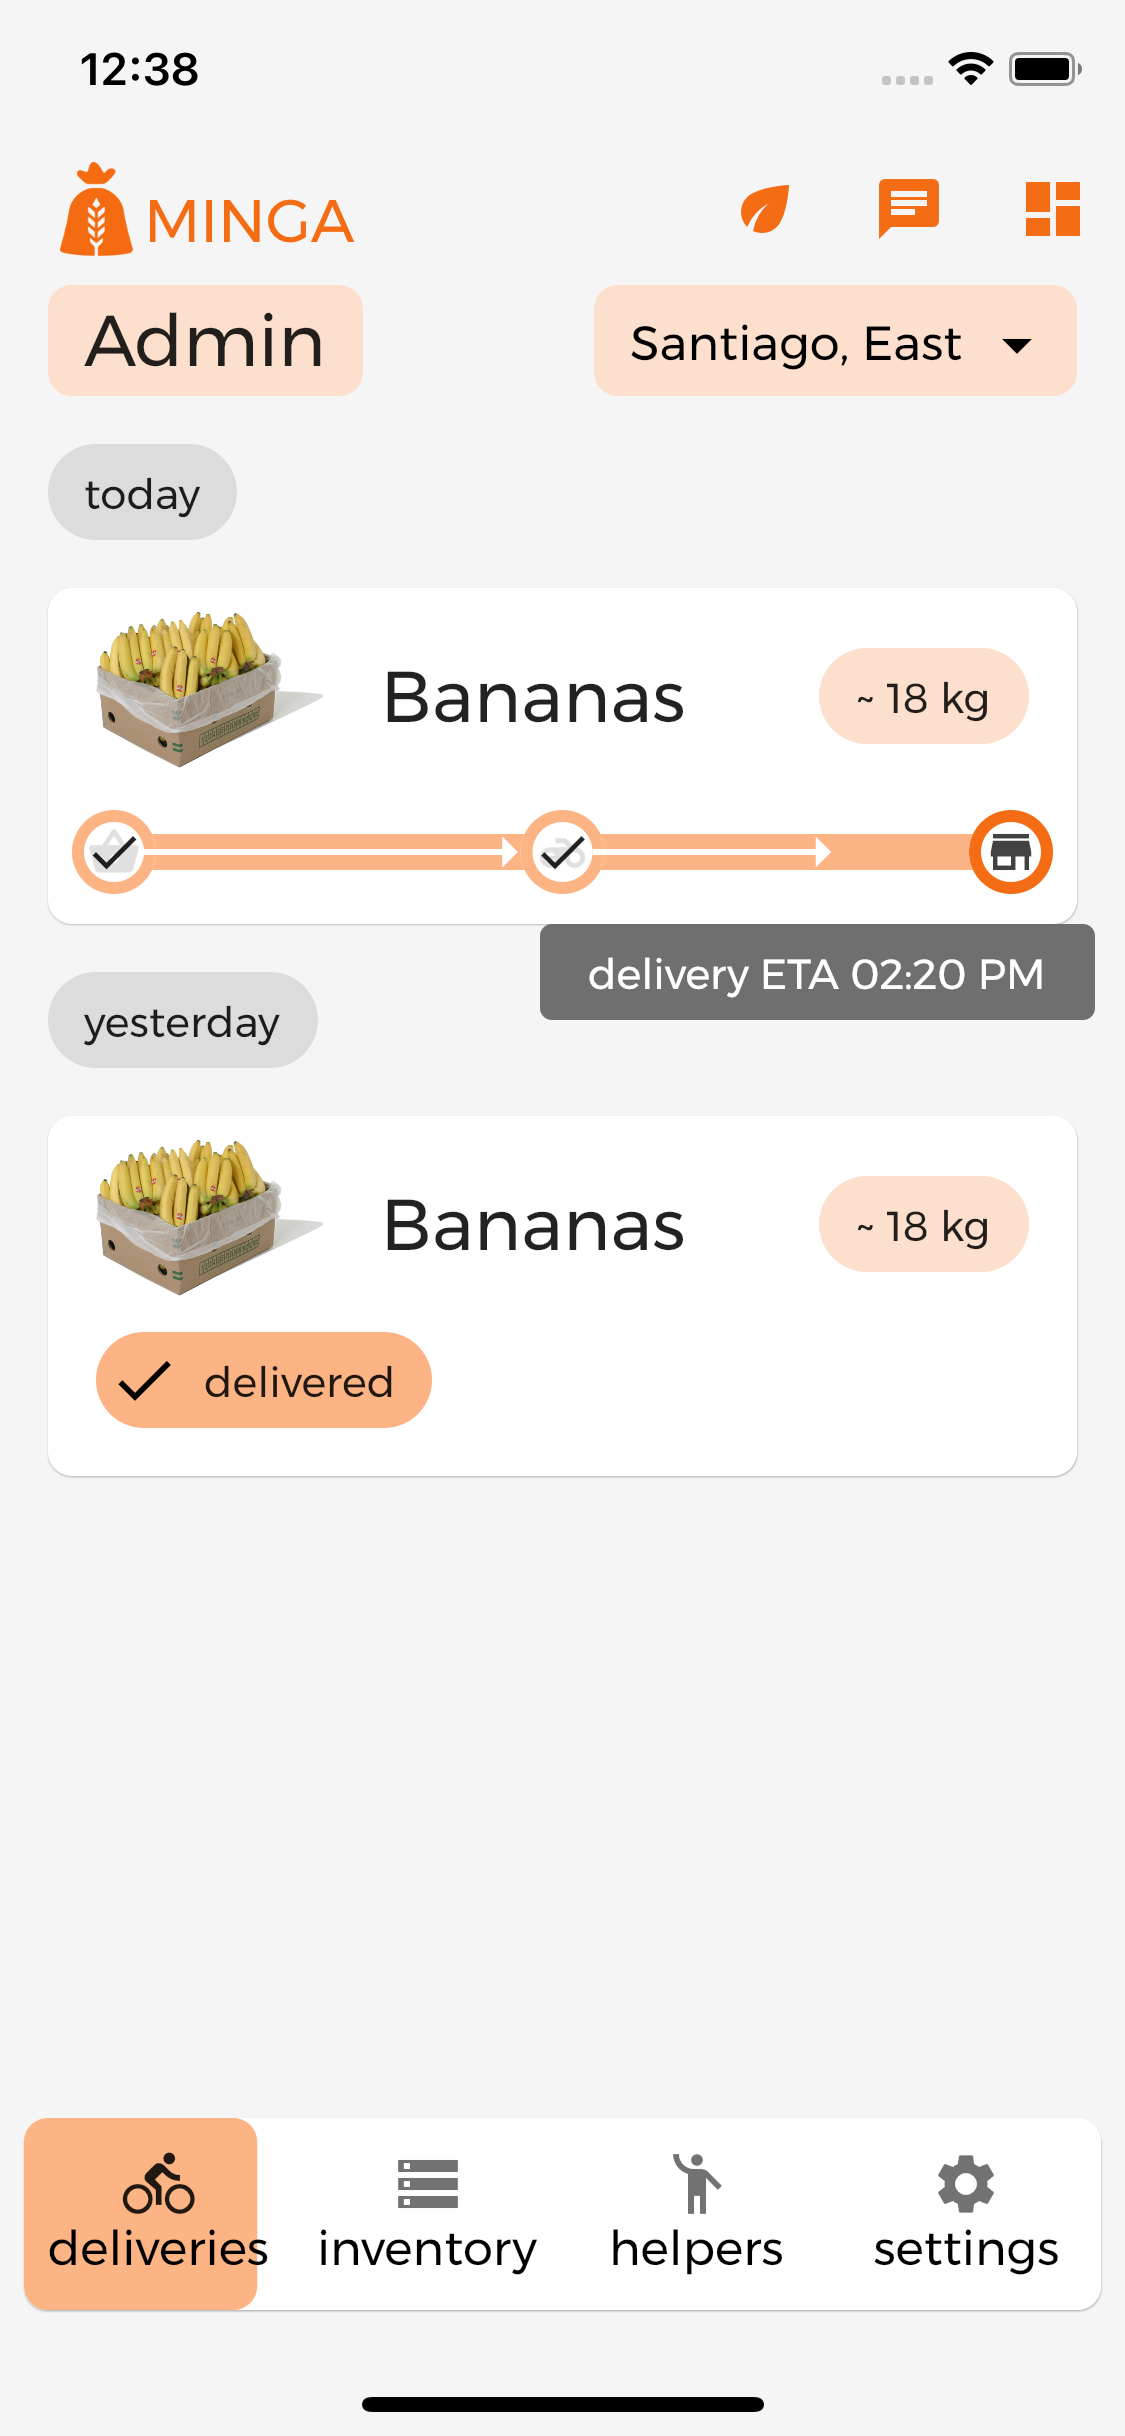 12:38
MINGA
Admin
Santiago, East
today
Bananas
~ 18 kg
delivery ETA 02:20 PM
yesterday
Bananas
~ 18 kg
delivered
deliveries
inventory
helpers
settings